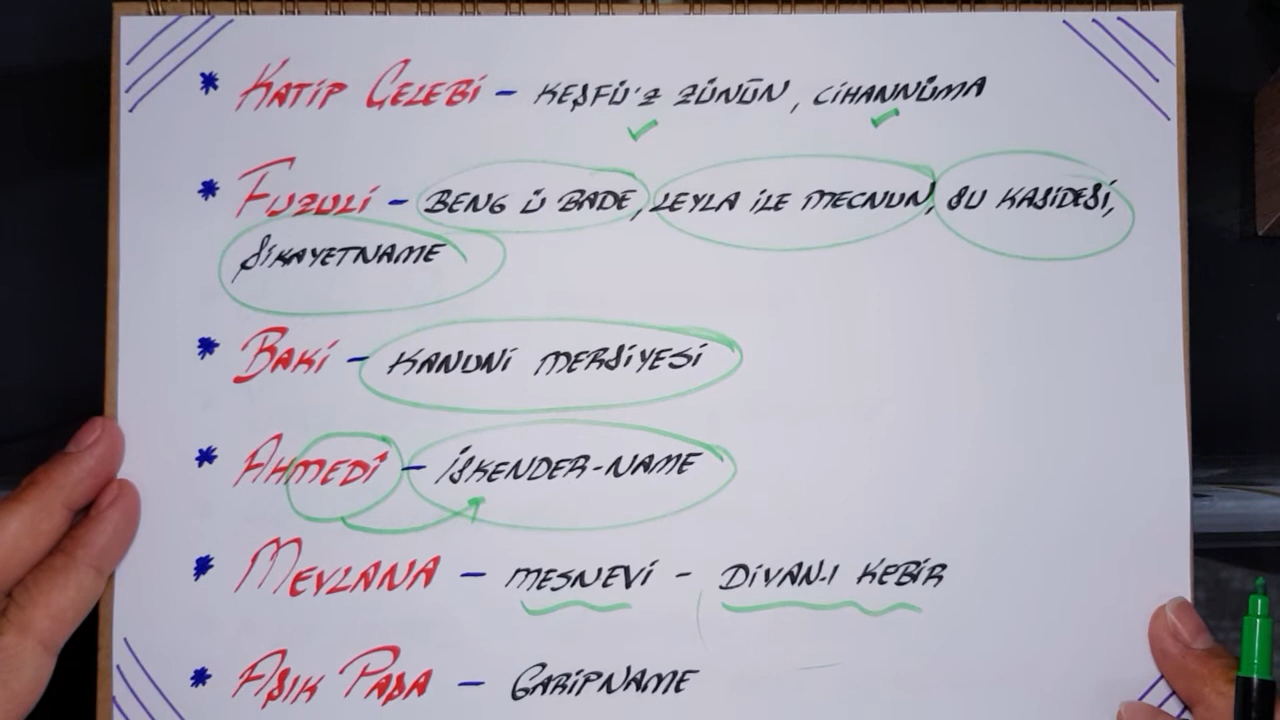 * KATİP ÇELEBİ - KEŞFÜ'Z ZÜNÛN, CİHANNÜMA
* FUZULİ - BENG Ü BADE, LEYLA İLE MECNUN, SU KASİDESİ,
ŞİKAYETNAME
* BAKİ - KANUNİ MERSİYESİ
* AHMEDİ - İSKENDER-NAME
* MEVLANA - MESNEVİ - DİVAN-I KEBİR
* AŞIK PAŞA - GARİPNAME